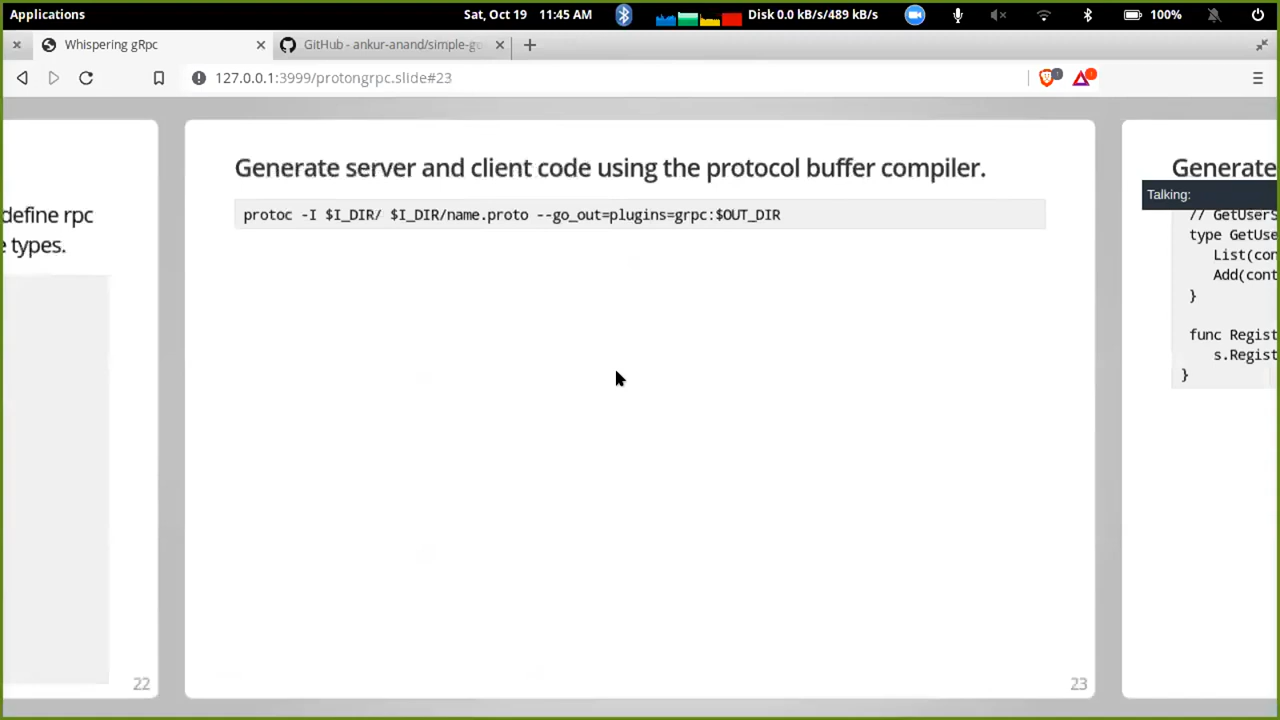 Applications
Sat, Oct 19 11:45 AM
Disk 0.0 kB/s/489 kB/s
100%
Whispering gRpc
GitHub - ankur-anand/simple-go
127.0.0.1:3999/protongrpc.slide#23
define rpc
e types.
22
Generate server and client code using the protocol buffer compiler.
protoc -I $I_DIR/ $I_DIR/name.proto --go_out=plugins=grpc:$OUT_DIR
23
Generate
Talking:
// GetUserS
type GetUse
List(con
Add(cont
}
func Regist
s.Regist
}